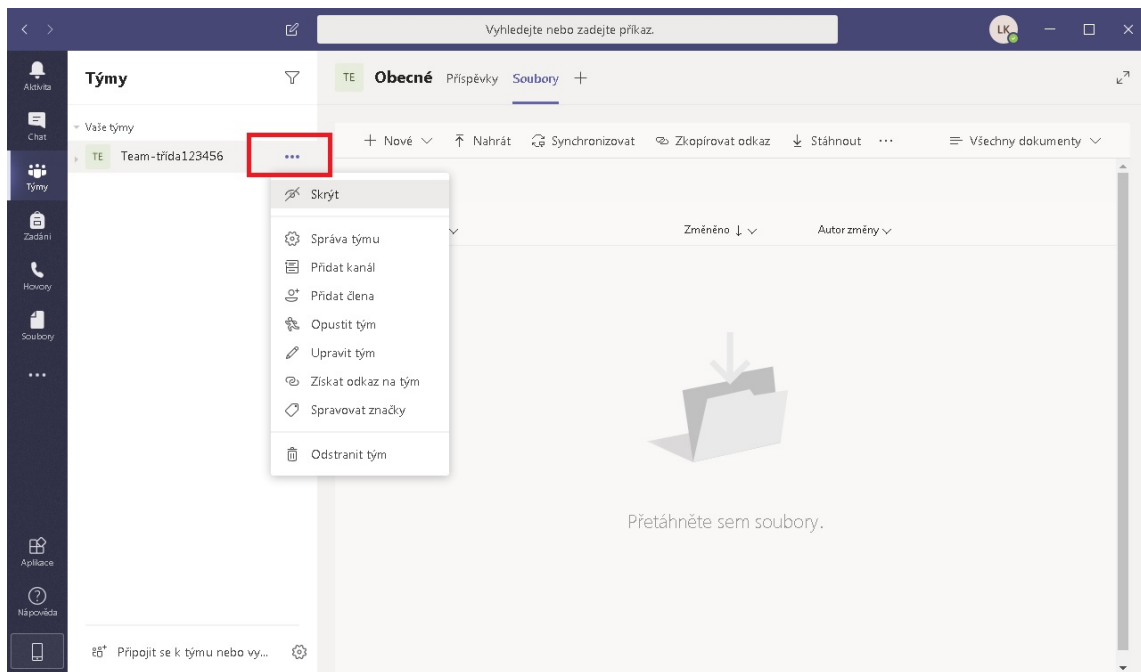 Vyhledejte nebo zadejte příkaz.
LK
Aktivita
Chat
Týmy
Zadání
Hovory
Soubory
Aplikace
Nápověda
Týmy
Vaše týmy
TE Team-třída123456
Skrýt
Správa týmu
Přidat kanál
Přidat člena
Opustit tým
Upravit tým
Získat odkaz na tým
Spravovat značky
Odstranit tým
Připojit se k týmu nebo vy...
TE Obecné Příspěvky Soubory
Nové Nahrát Synchronizovat Zkopírovat odkaz Stáhnout Všechny dokumenty
Změněno Autor změny
Přetáhněte sem soubory.